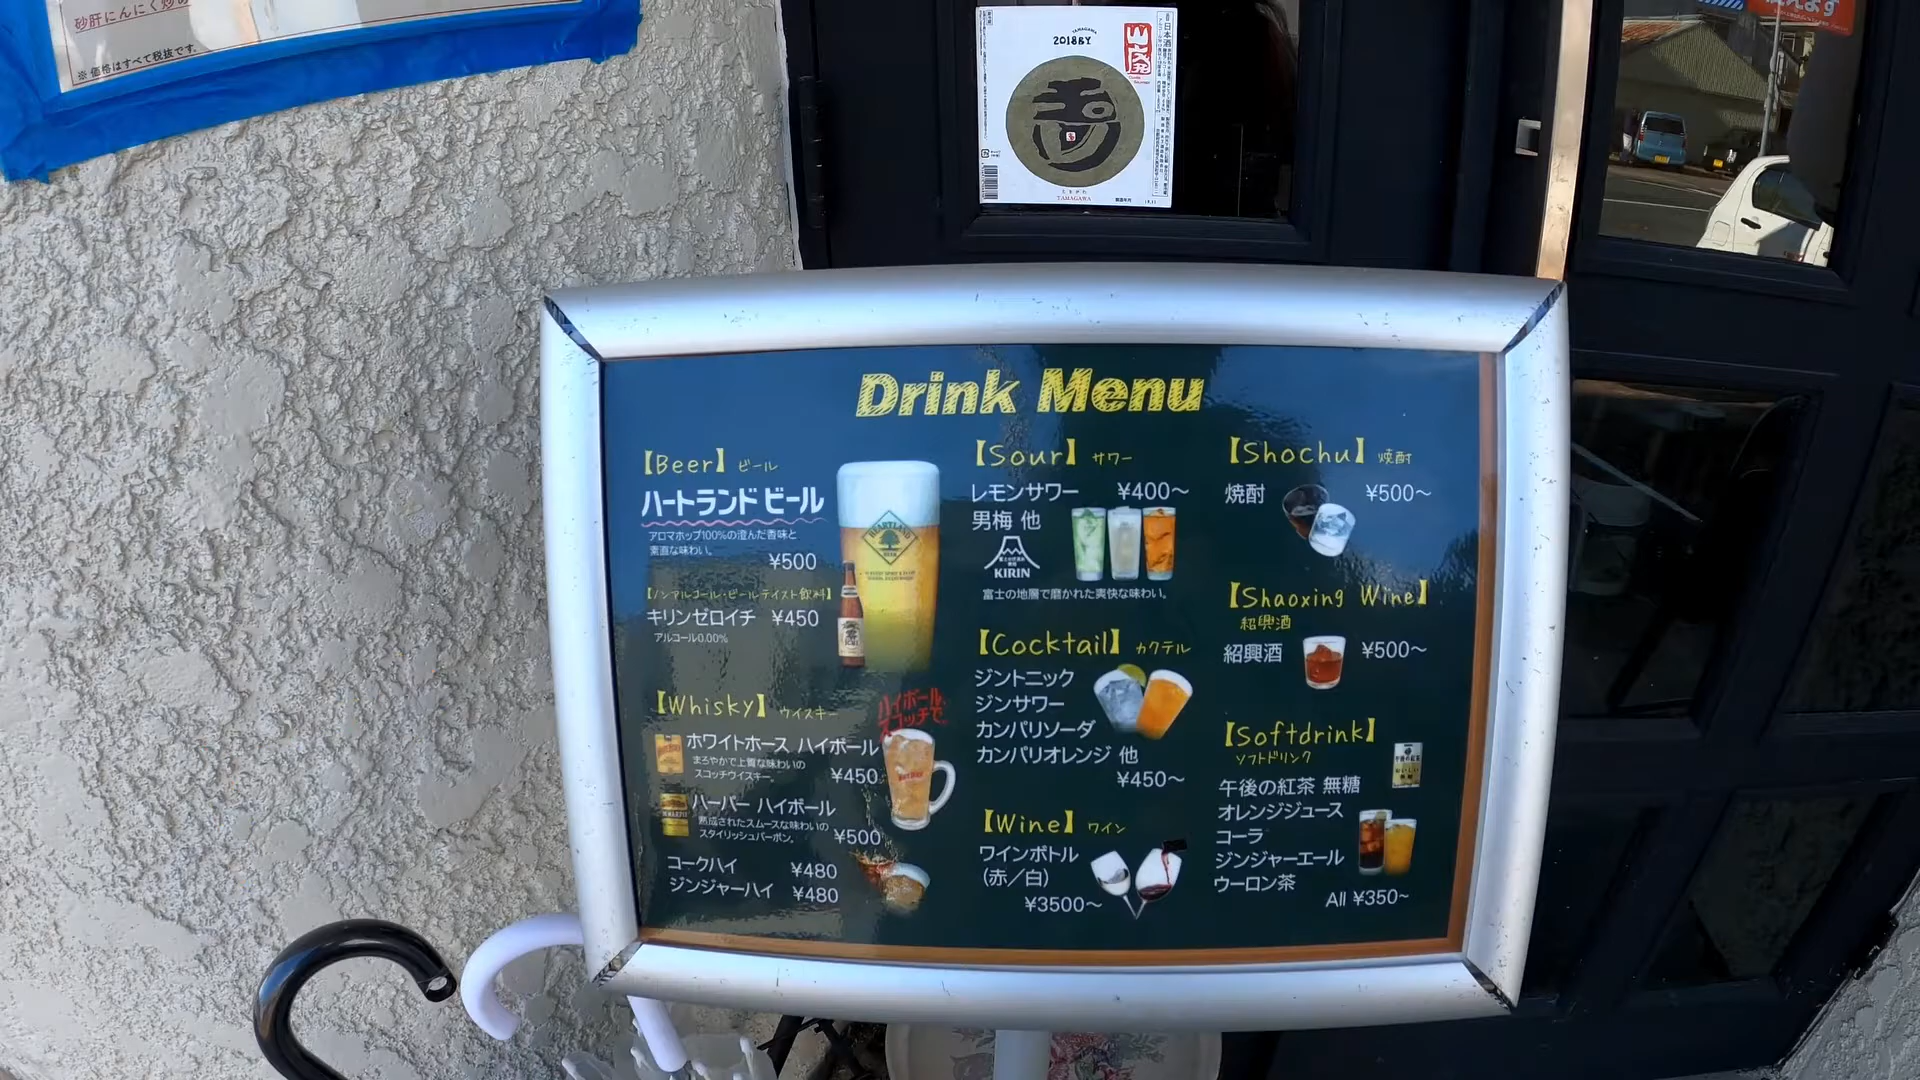 砂肝にんにく炒め
※価格はすべて税抜です。
2018BY
TAMAGAWA
Drink Menu
【Beer】ビール
ハートランドビール
アロマホップ100%の澄んだ香味と
素直な味わい。
¥500
【ノンアルコール・ビールテイスト飲料】
キリンゼロイチ ¥450
アルコール0.00%
HEARTLAND
BEER
【Whisky】ウイスキー
ハイボール
スコッチで。
ホワイトホース ハイボール
まろやかで上質な味わいの
スコッチウイスキー。
¥450
ハーパー ハイボール
熟成されたスムースな味わいの
スタイリッシュバーボン。
¥500
コークハイ ¥480
ジンジャーハイ ¥480
【Sour】サワー
レモンサワー ¥400~
男梅 他
KIRIN
富士の地層で磨かれた爽快な味わい。
【Cocktail】カクテル
ジントニック
ジンサワー
カンパリソーダ
カンパリオレンジ 他
¥450~
【Wine】ワイン
ワインボトル
(赤/白)
¥3500~
【Shochu】焼酎
焼酎 ¥500~
【Shaoxing Wine】
紹興酒
紹興酒 ¥500~
【Softdrink】
ソフトドリンク
午後の紅茶 無糖
オレンジジュース
コーラ
ジンジャーエール
ウーロン茶
All ¥350~